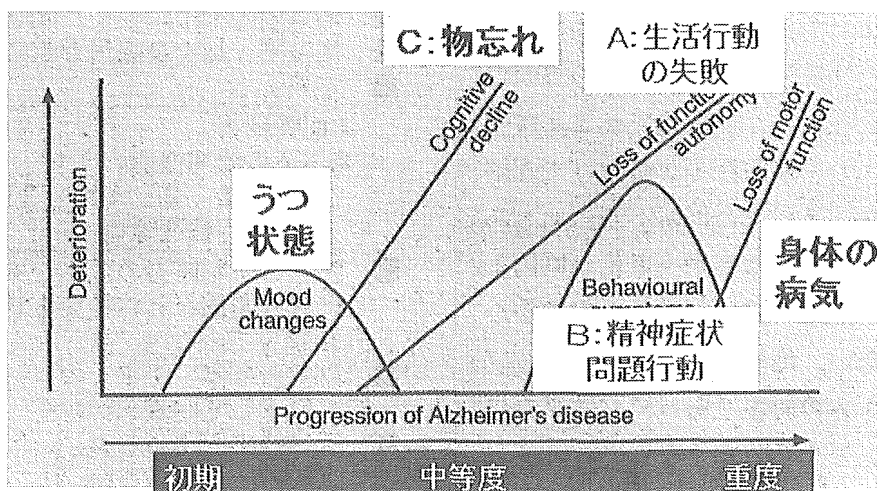 C:物忘れ
A:生活行動
の失敗
Cognitive
decline
Loss of
autonomy
Loss of motor
function
Deterioration
うつ
状態
Mood
changes
身体の
病気
Behavioural
B:精神症状
問題行動
Progression of Alzheimer's disease
初期
中等度
重度